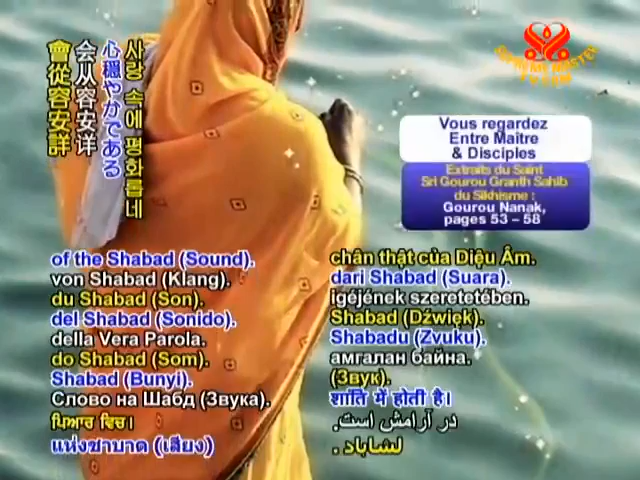 會從容安詳
会从容安详
心穏やかである
사랑 속에 평화롭네
SUPREME MASTER
TV.COM
Vous regardez
Entre Maître
& Disciples
Extraits du Saint
Sri Gourou Granth Sahib
du Sikhisme :
Gourou Nanak,
pages 53 – 58
of the Shabad (Sound).
von Shabad (Klang).
du Shabad (Son).
del Shabad (Sonido).
della Vera Parola.
do Shabad (Som).
Shabad (Bunyi).
Слово на Шабд (Звука).
ਪਿਆਰ ਵਿਚ।
แห่งชาบาด (เสียง)
chân thật của Diệu Âm.
dari Shabad (Suara).
igéjének szeretetében.
Shabad (Dźwięk).
Shabadu (Zvuku).
амгалан байна.
(Звук).
शांति में होती है।
در آرامش است.
لشاباد .